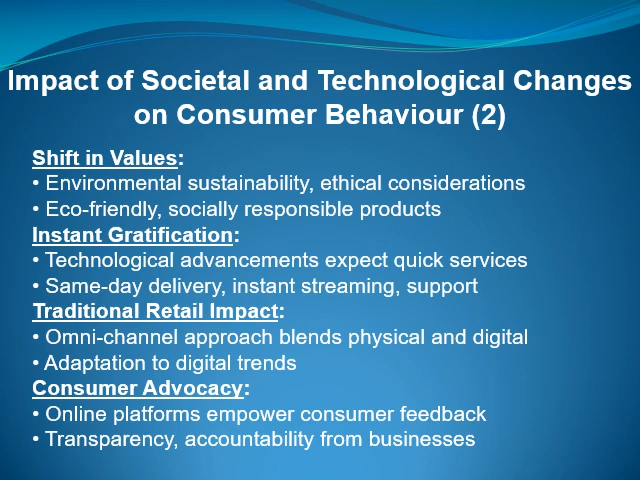 Impact of Societal and Technological Changes
on Consumer Behaviour (2)
Shift in Values:
• Environmental sustainability, ethical considerations
• Eco-friendly, socially responsible products
Instant Gratification:
• Technological advancements expect quick services
• Same-day delivery, instant streaming, support
Traditional Retail Impact:
• Omni-channel approach blends physical and digital
• Adaptation to digital trends
Consumer Advocacy:
• Online platforms empower consumer feedback
• Transparency, accountability from businesses